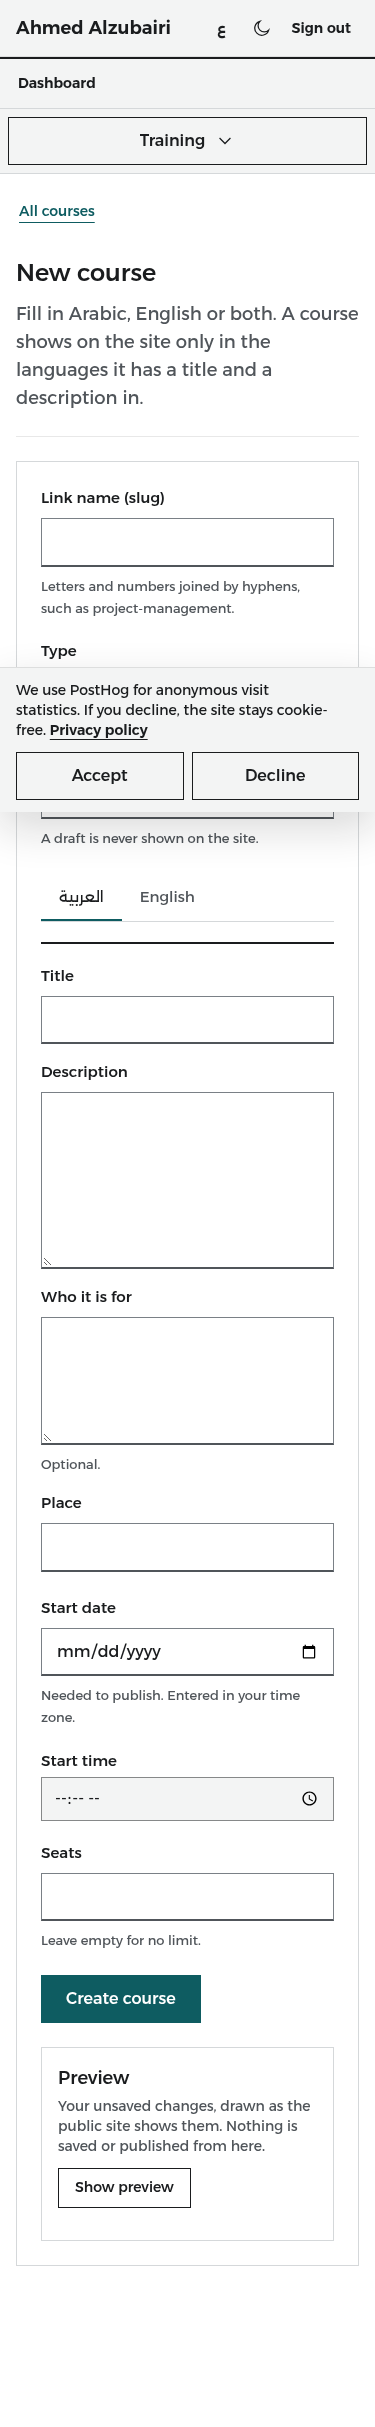 Ahmed Alzubairi
ع
Sign out
Dashboard
Training
All courses
New course
Fill in Arabic, English or both. A course
shows on the site only in the
languages it has a title and a
description in.
Link name (slug)
Letters and numbers joined by hyphens,
such as project-management.
Type
We use PostHog for anonymous visit
statistics. If you decline, the site stays cookie-
free. Privacy policy
Accept
Decline
A draft is never shown on the site.
العربية
English
Title
Description
Who it is for
Optional.
Place
Start date
mm/dd/yyyy
Needed to publish. Entered in your time
zone.
Start time
--:-- --
Seats
Leave empty for no limit.
Create course
Preview
Your unsaved changes, drawn as the
public site shows them. Nothing is
saved or published from here.
Show preview